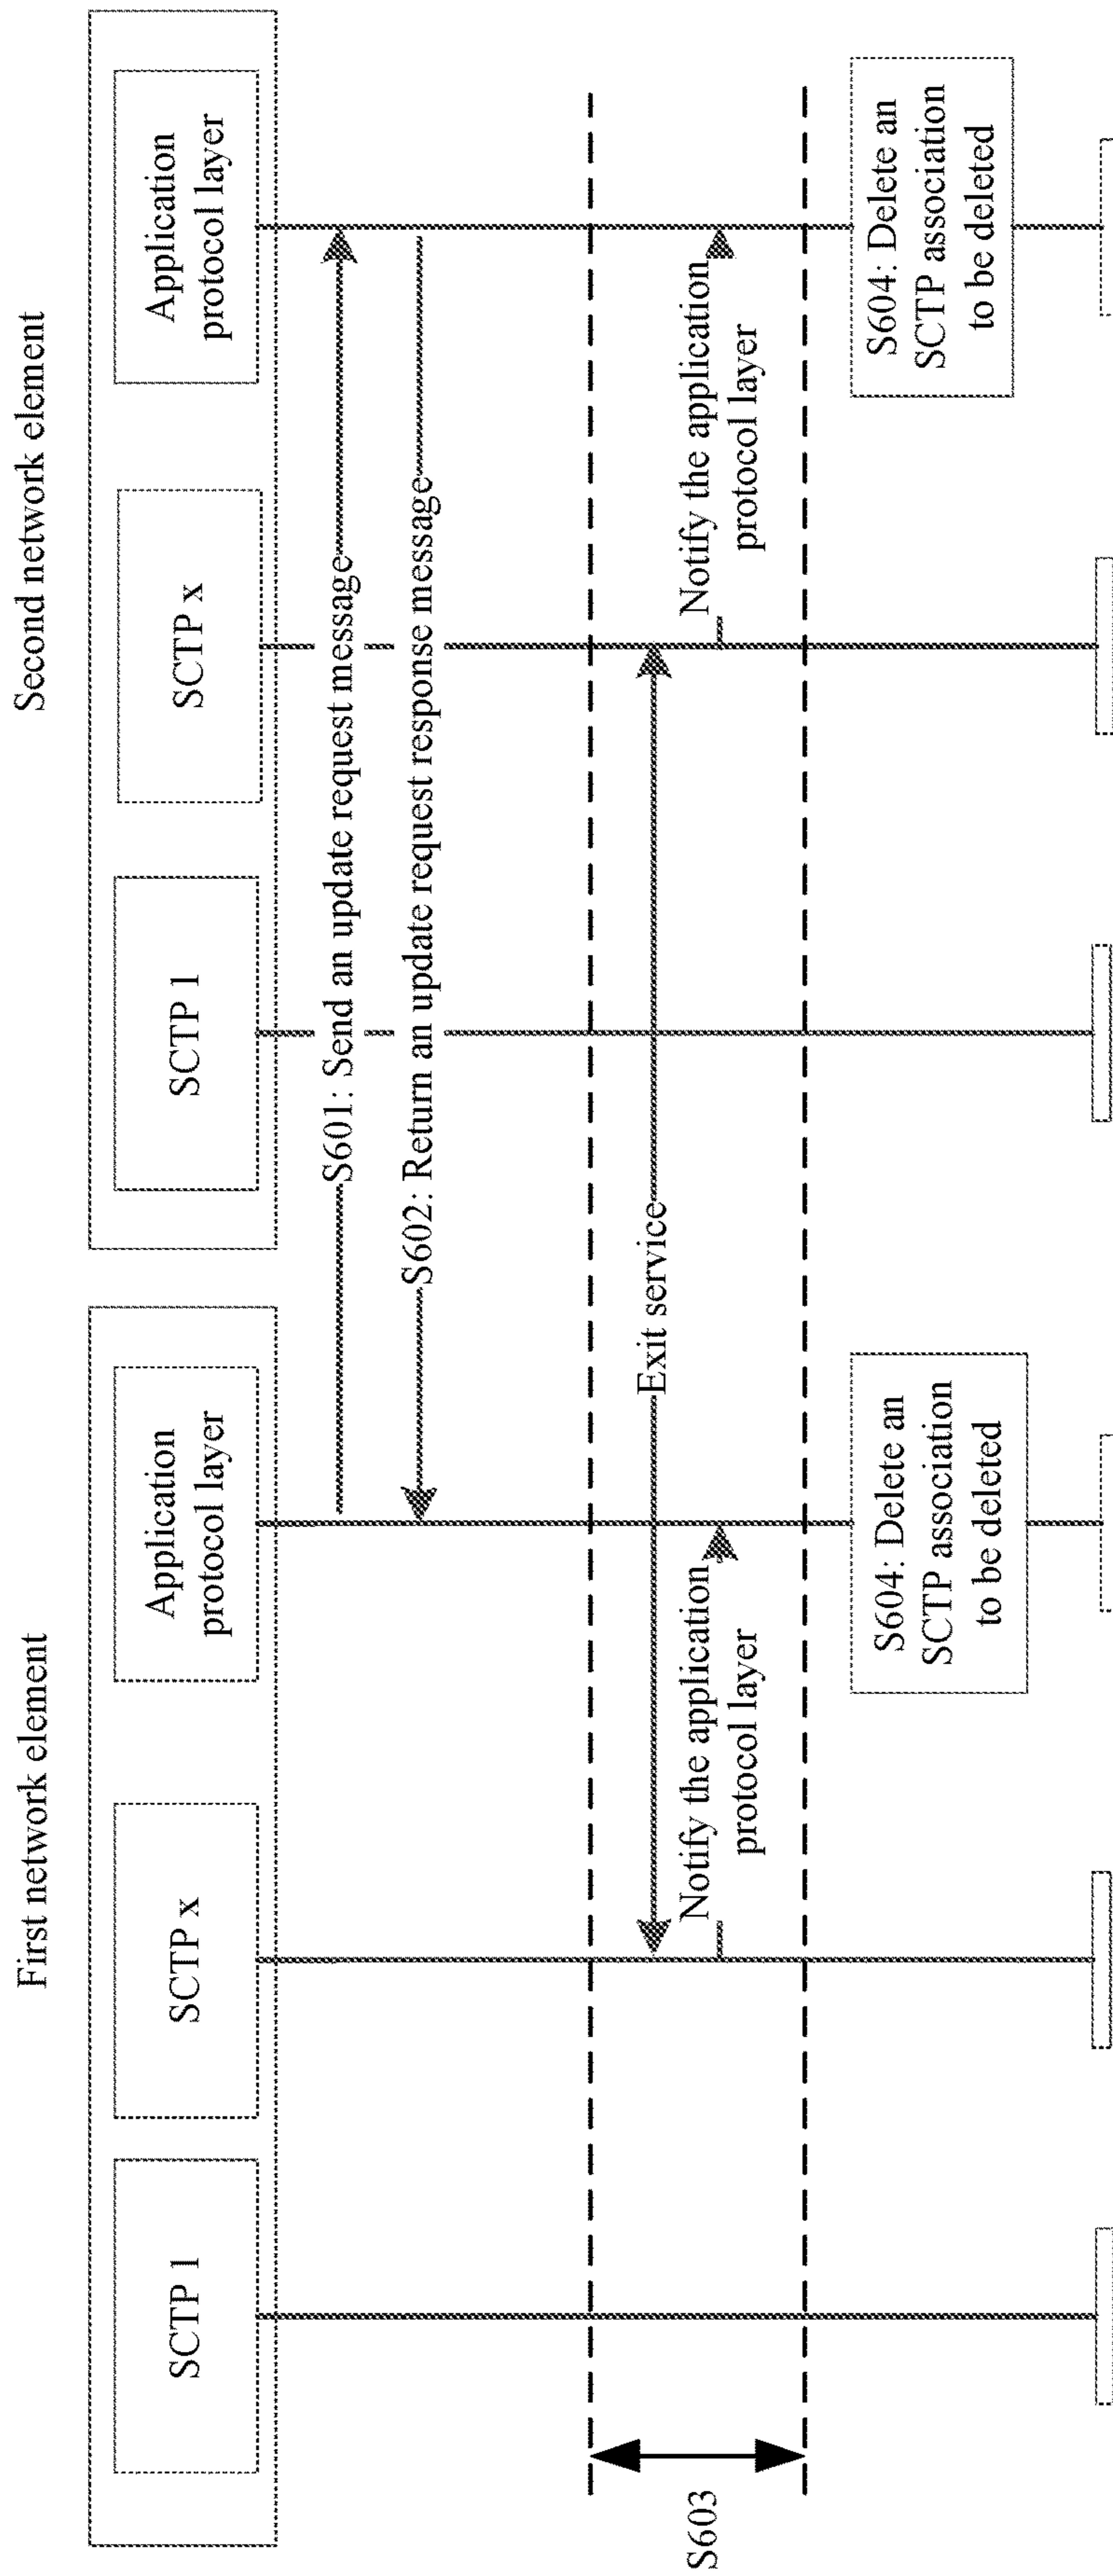 First network element
Second network element
SCTP 1
SCTP x
Application
protocol layer
SCTP 1
SCTP x
Application
protocol layer
S601: Send an update request message
S602: Return an update request response message
S603
Exit service
Notify the application
protocol layer
Notify the application
protocol layer
S604: Delete an
SCTP association
to be deleted
S604: Delete an
SCTP association
to be deleted